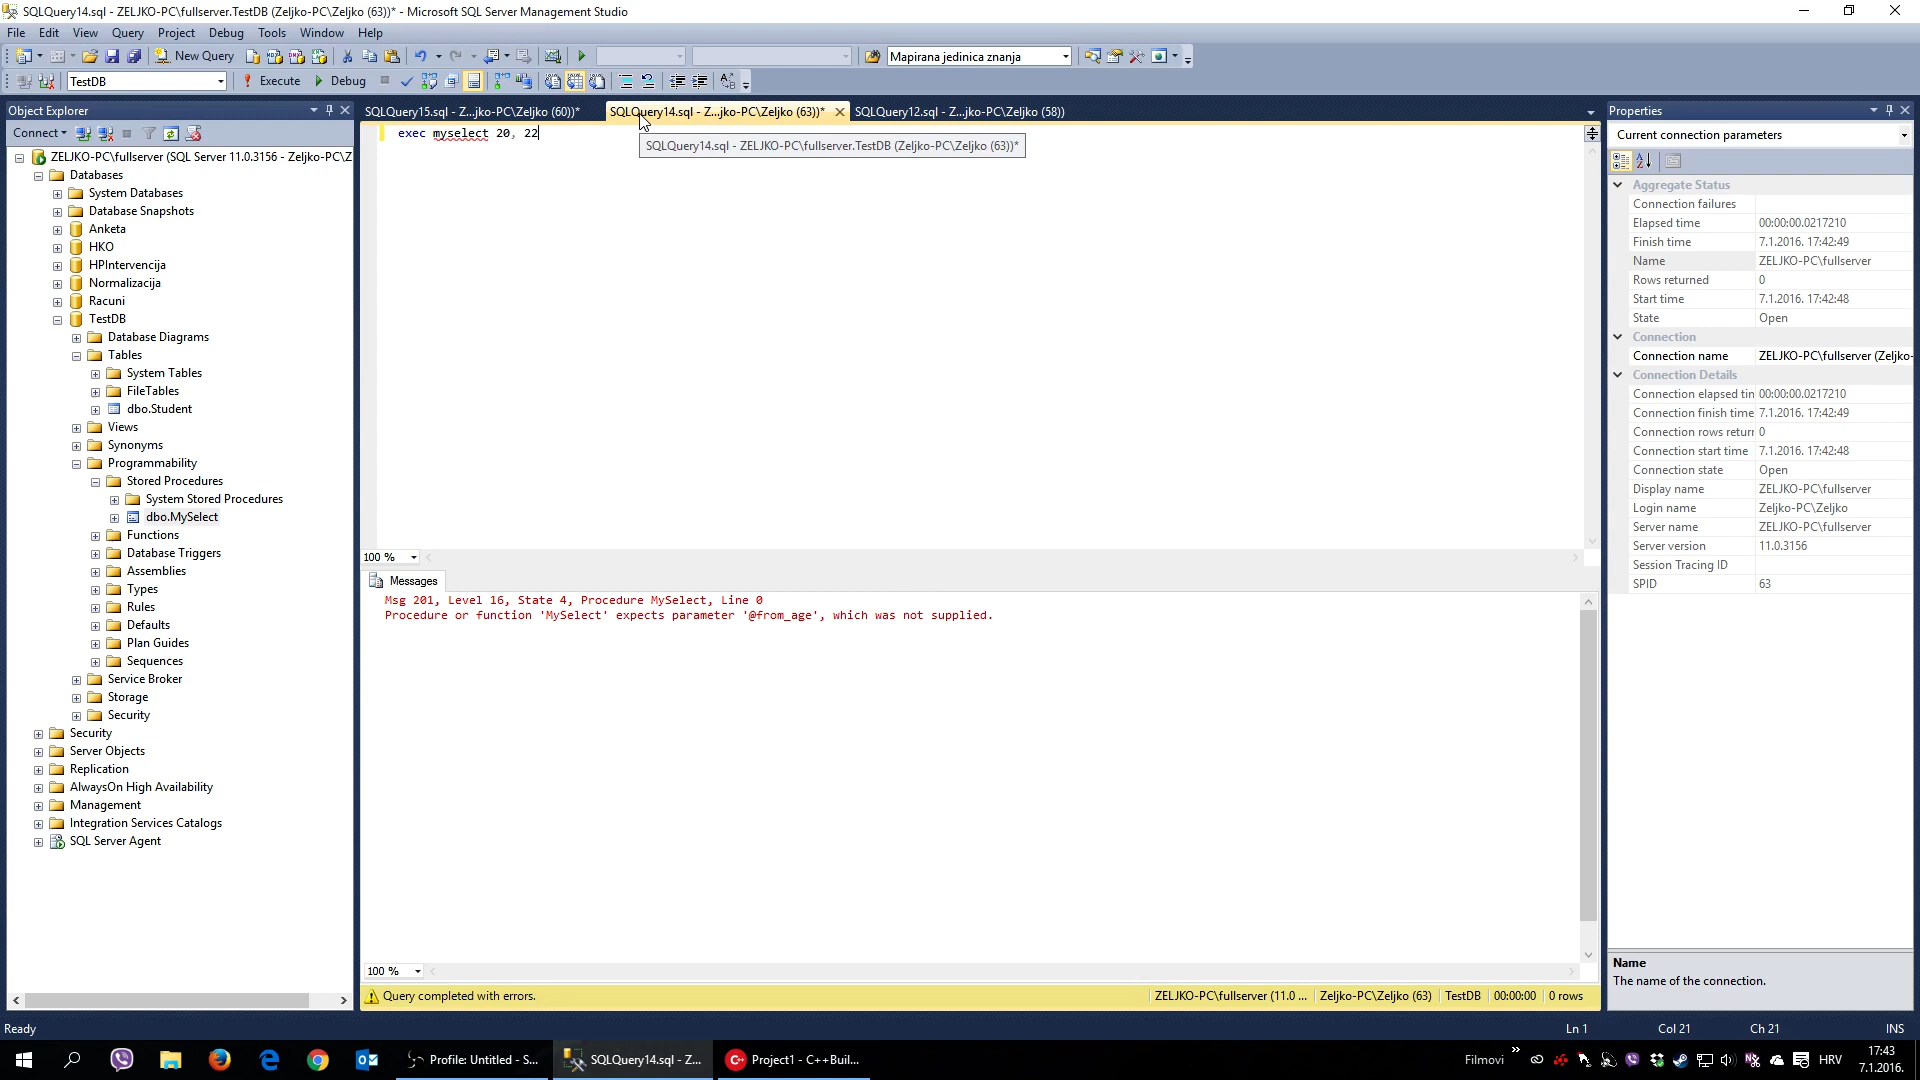 SQLQuery14.sql - ZELJKO-PC\fullserver.TestDB (Zeljko-PC\Zeljko (63))* - Microsoft SQL Server Management Studio
File Edit View Query Project Debug Tools Window Help
New Query Mapirana jedinica znanja
TestDB Execute Debug
Object Explorer
Connect
ZELJKO-PC\fullserver (SQL Server 11.0.3156 - Zeljko-PC\Z
Databases
System Databases
Database Snapshots
Anketa
HKO
HPIntervencija
Normalizacija
Racuni
TestDB
Database Diagrams
Tables
System Tables
FileTables
dbo.Student
Views
Synonyms
Programmability
Stored Procedures
System Stored Procedures
dbo.MySelect
Functions
Database Triggers
Assemblies
Types
Rules
Defaults
Plan Guides
Sequences
Service Broker
Storage
Security
Security
Server Objects
Replication
AlwaysOn High Availability
Management
Integration Services Catalogs
SQL Server Agent
SQLQuery15.sql - Z...jko-PC\Zeljko (60))* SQLQuery14.sql - Z...jko-PC\Zeljko (63))* SQLQuery12.sql - Z...jko-PC\Zeljko (58))
exec myselect 20, 22
SQLQuery14.sql - ZELJKO-PC\fullserver.TestDB (Zeljko-PC\Zeljko (63))*
100 %
Messages
Msg 201, Level 16, State 4, Procedure MySelect, Line 0
Procedure or function 'MySelect' expects parameter '@from_age', which was not supplied.
100 %
Query completed with errors. ZELJKO-PC\fullserver (11.0 ... Zeljko-PC\Zeljko (63) TestDB 00:00:00 0 rows
Properties
Current connection parameters
Aggregate Status
Connection failures
Elapsed time 00:00:00.0217210
Finish time 7.1.2016. 17:42:49
Name ZELJKO-PC\fullserver
Rows returned 0
Start time 7.1.2016. 17:42:48
State Open
Connection
Connection name ZELJKO-PC\fullserver (Zeljko-
Connection Details
Connection elapsed tin 00:00:00.0217210
Connection finish time 7.1.2016. 17:42:49
Connection rows returr 0
Connection start time 7.1.2016. 17:42:48
Connection state Open
Display name ZELJKO-PC\fullserver
Login name Zeljko-PC\Zeljko
Server name ZELJKO-PC\fullserver
Server version 11.0.3156
Session Tracing ID
SPID 63
Name
The name of the connection.
Ready Ln 1 Col 21 Ch 21 INS
Profile: Untitled - S... SQLQuery14.sql - Z... Project1 - C++Buil... Filmovi HRV 17:43
7.1.2016.